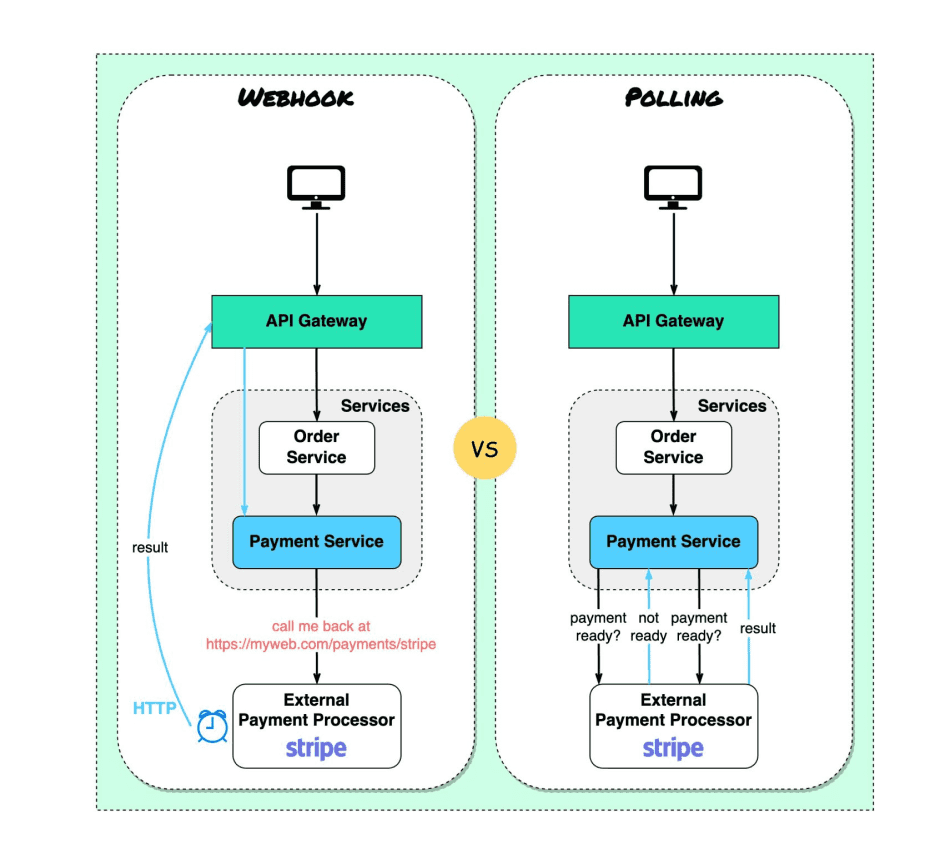 WEBHOOK
API Gateway
Services
Order
Service
Payment Service
result
call me back at
https://myweb.com/payments/stripe
HTTP
External
Payment Processor
stripe
VS
POLLING
API Gateway
Services
Order
Service
Payment Service
payment
ready?
not
ready
payment
ready?
result
External
Payment Processor
stripe